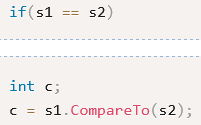 if(s1 == s2)
int c;
c = s1.CompareTo(s2);